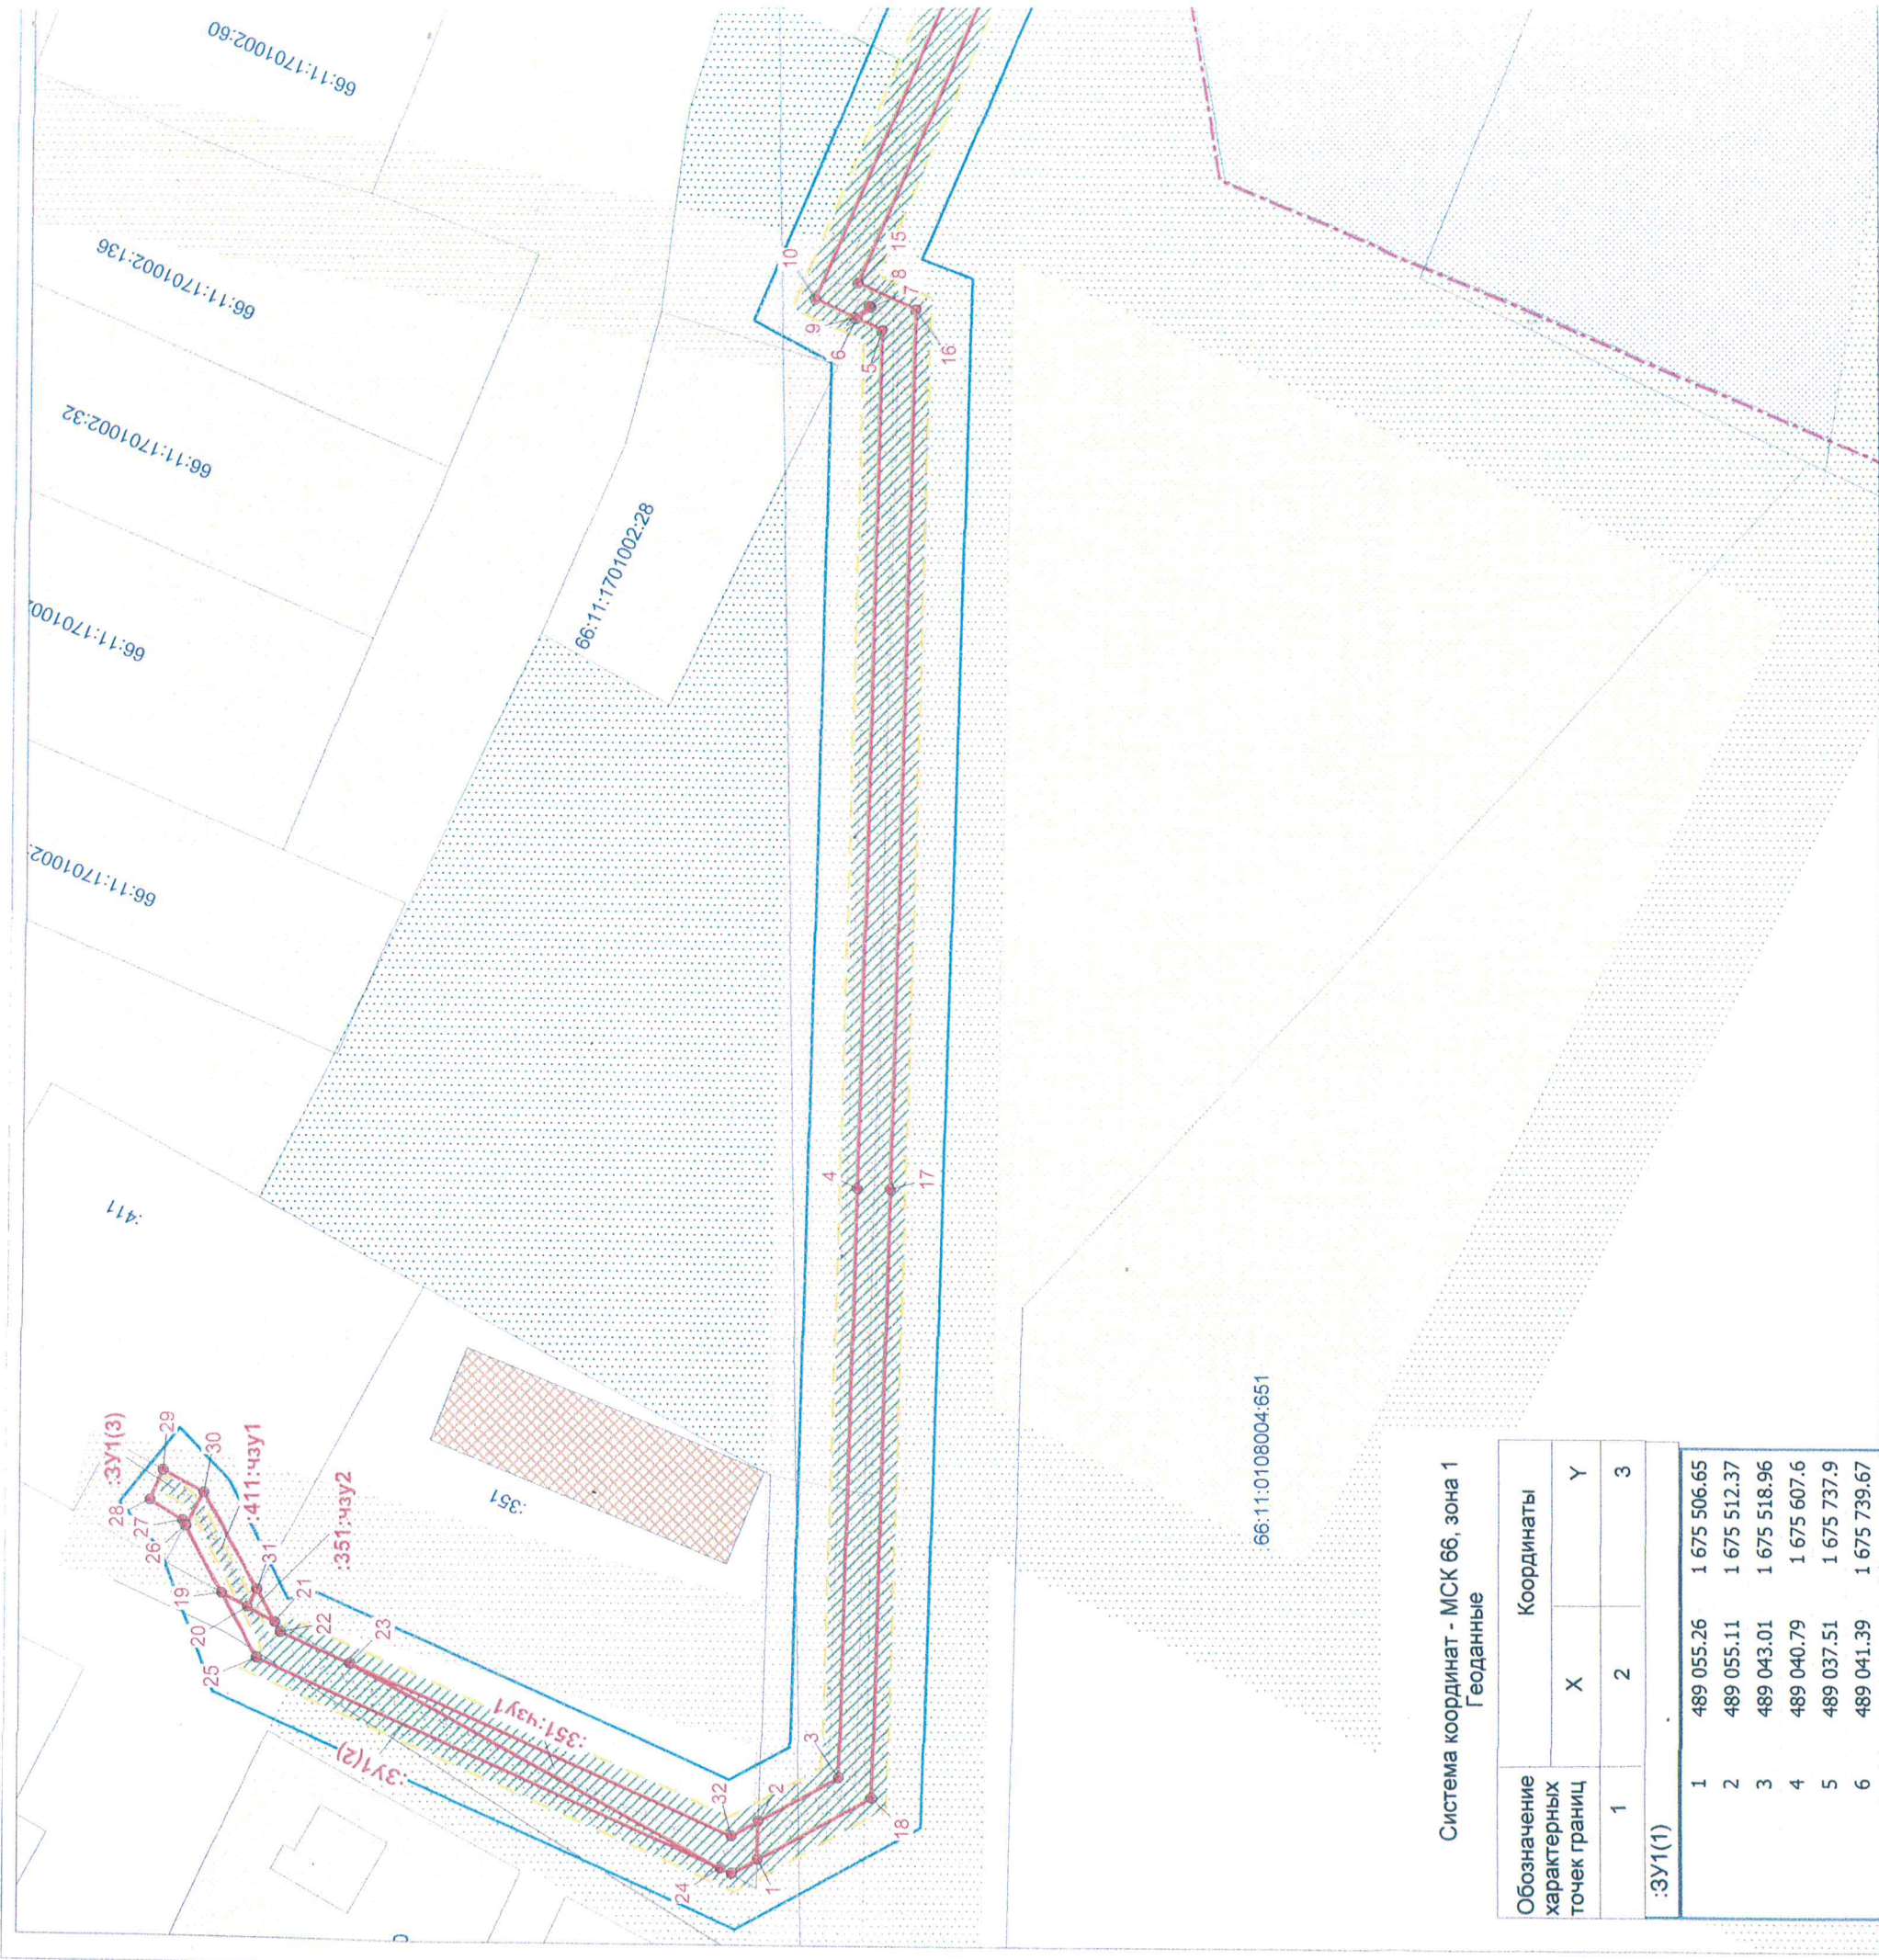 66:11:1701002:60
66:11:1701002:136
66:11:1701002:32
66:11:170100
66:11:1701002:
66:11:1701002:28
:411
:351
:ЗУ1(3)
:411:чзу1
:351:чзу2
:351:чзу1
:ЗУ1(2)
28
29
27
30
26
19
31
20
21
22
25
23
24
32
1
2
3
18
4
17
5
6
9
10
7
8
15
16
66:11:0108004:651
Система координат - МСК 66, зона 1
Геоданные
Обозначение характерных точек границ
Координаты
X Y
1 2 3
:ЗУ1(1)
1 489 055.26 1 675 506.65
2 489 055.11 1 675 512.37
3 489 043.01 1 675 518.96
4 489 040.79 1 675 607.6
5 489 037.51 1 675 737.9
6 489 041.39 1 675 739.67